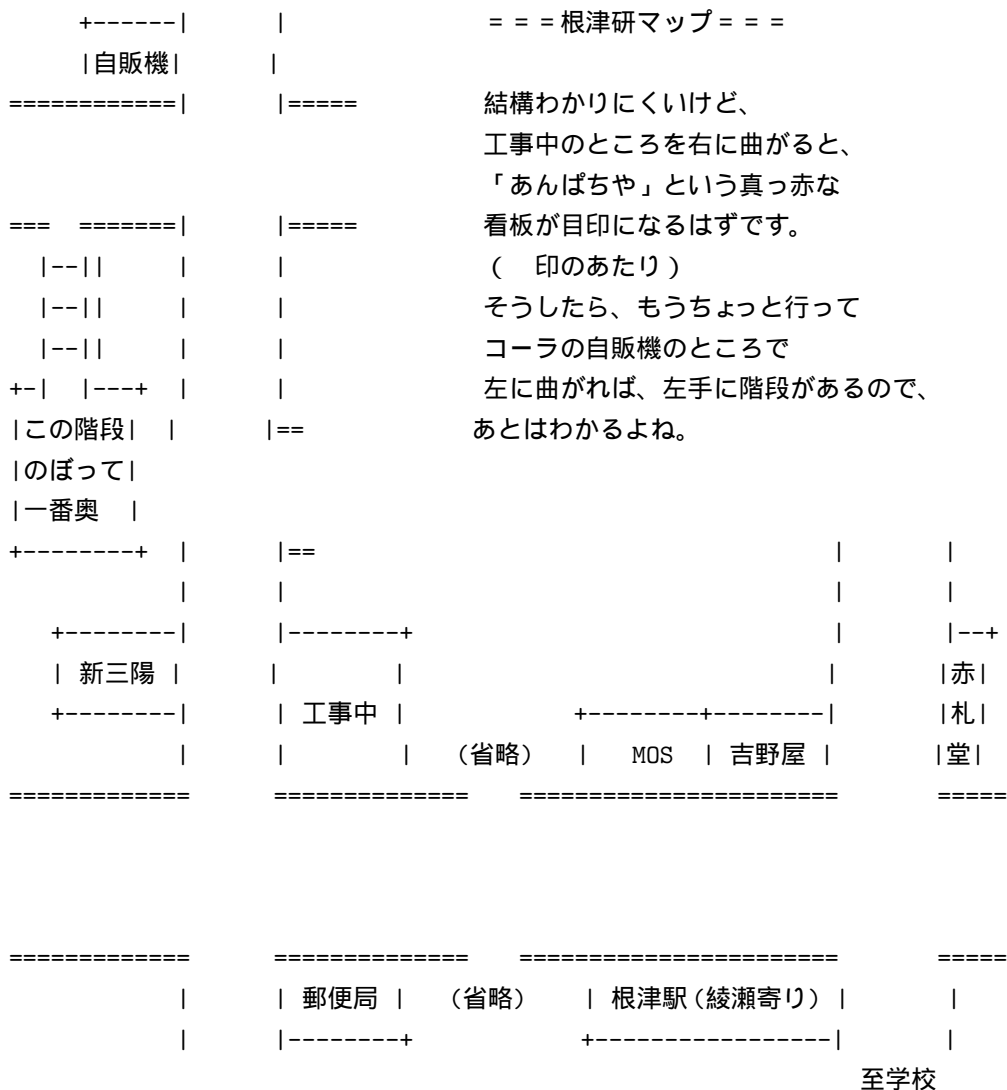 ===根津研マップ===
自販機
結構わかりにくいけど、
工事中のところを右に曲がると、
「あんぱちや」という真っ赤な
看板が目印になるはずです。
( 印のあたり)
そうしたら、もうちょっと行って
コーラの自販機のところで
左に曲がれば、左手に階段があるので、
この階段 あとはわかるよね。
のぼって
一番奥
新三陽 赤
工事中 札
(省略) MOS 吉野屋 堂
郵便局 (省略) 根津駅(綾瀬寄り)
至学校